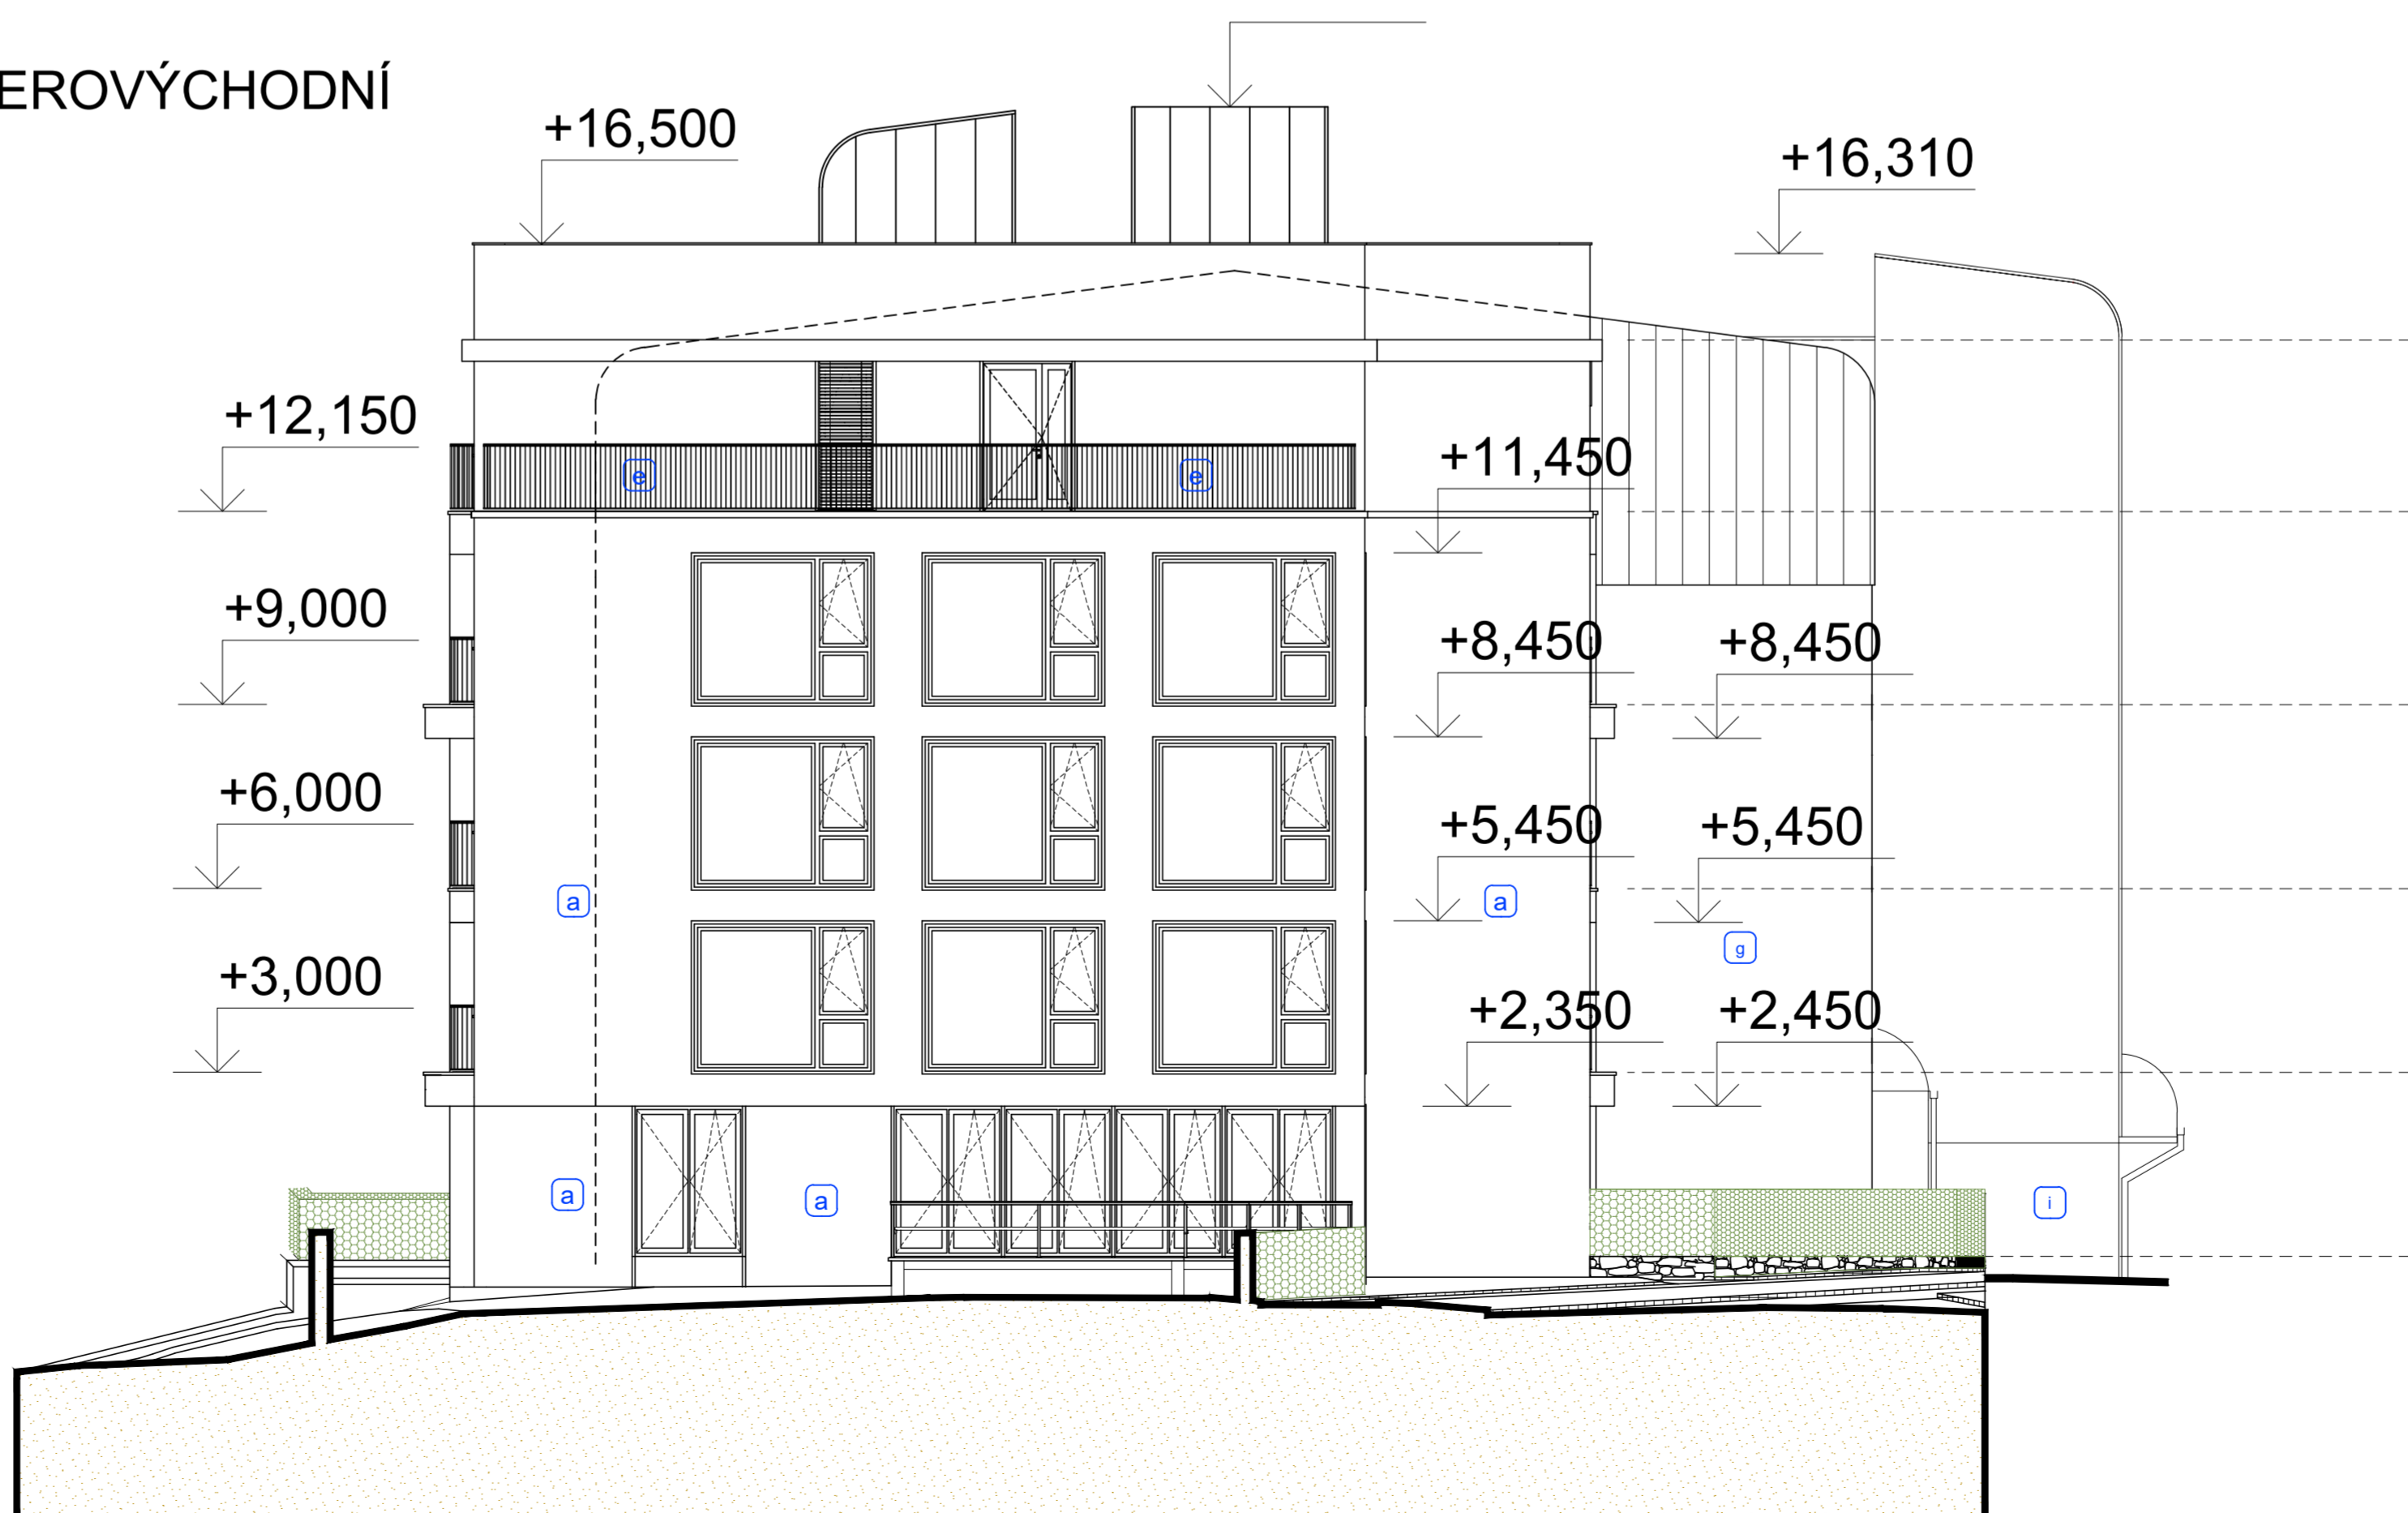 EROVÝCHODNÍ
+16,500
+16,310
+12,150
+11,450
e
e
+9,000
+8,450
+8,450
+6,000
+5,450
+5,450
a
a
g
+3,000
+2,350
+2,450
a
a
i